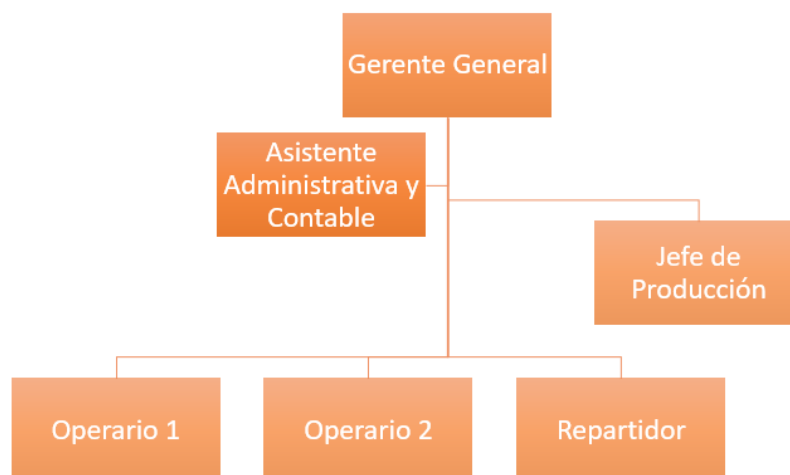 Gerente General
Asistente
Administrativa y
Contable
Jefe de
Producción
Operario 1
Operario 2
Repartidor